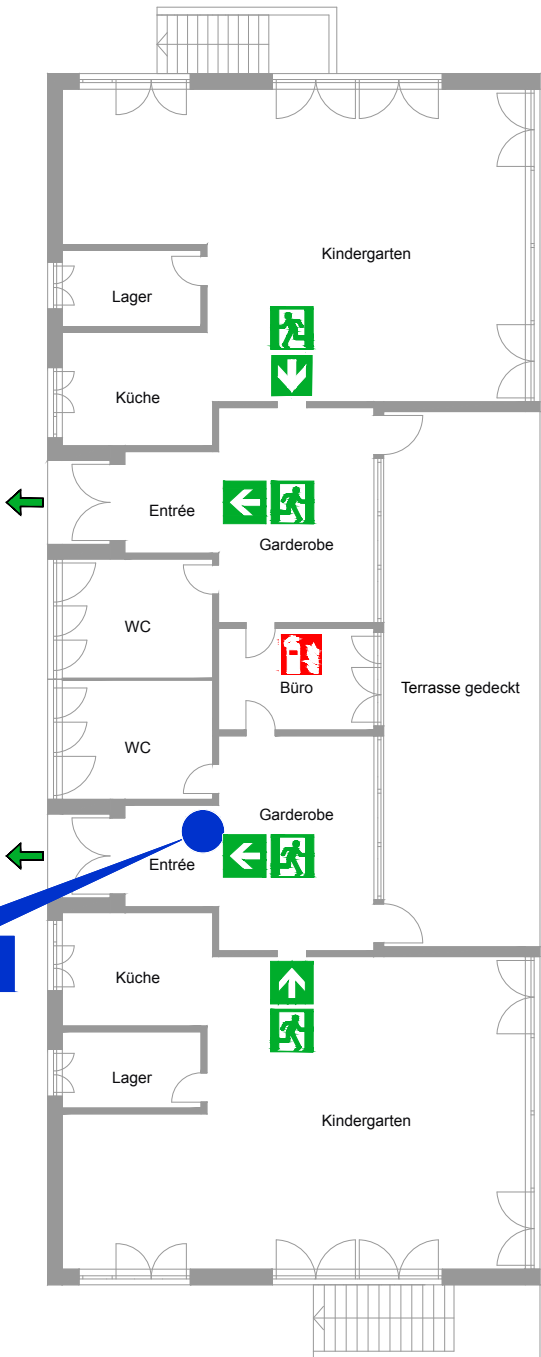 Kindergarten
Lager
Küche
Entrée
Garderobe
WC
Büro
Terrasse gedeckt
WC
Garderobe
Entrée
Küche
Lager
Kindergarten